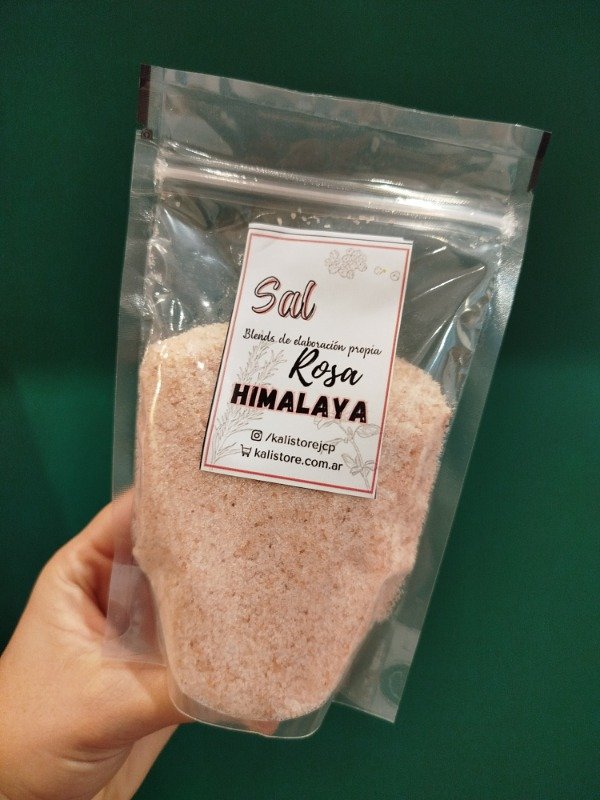 Sal
Blends de elaboración propia
Rosa
HIMALAYA
/kalistorejcp
kalistore.com.ar